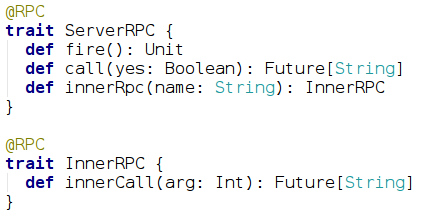 @RPC
trait ServerRPC {
  def fire(): Unit
  def call(yes: Boolean): Future[String]
  def innerRpc(name: String): InnerRPC
}

@RPC
trait InnerRPC {
  def innerCall(arg: Int): Future[String]
}